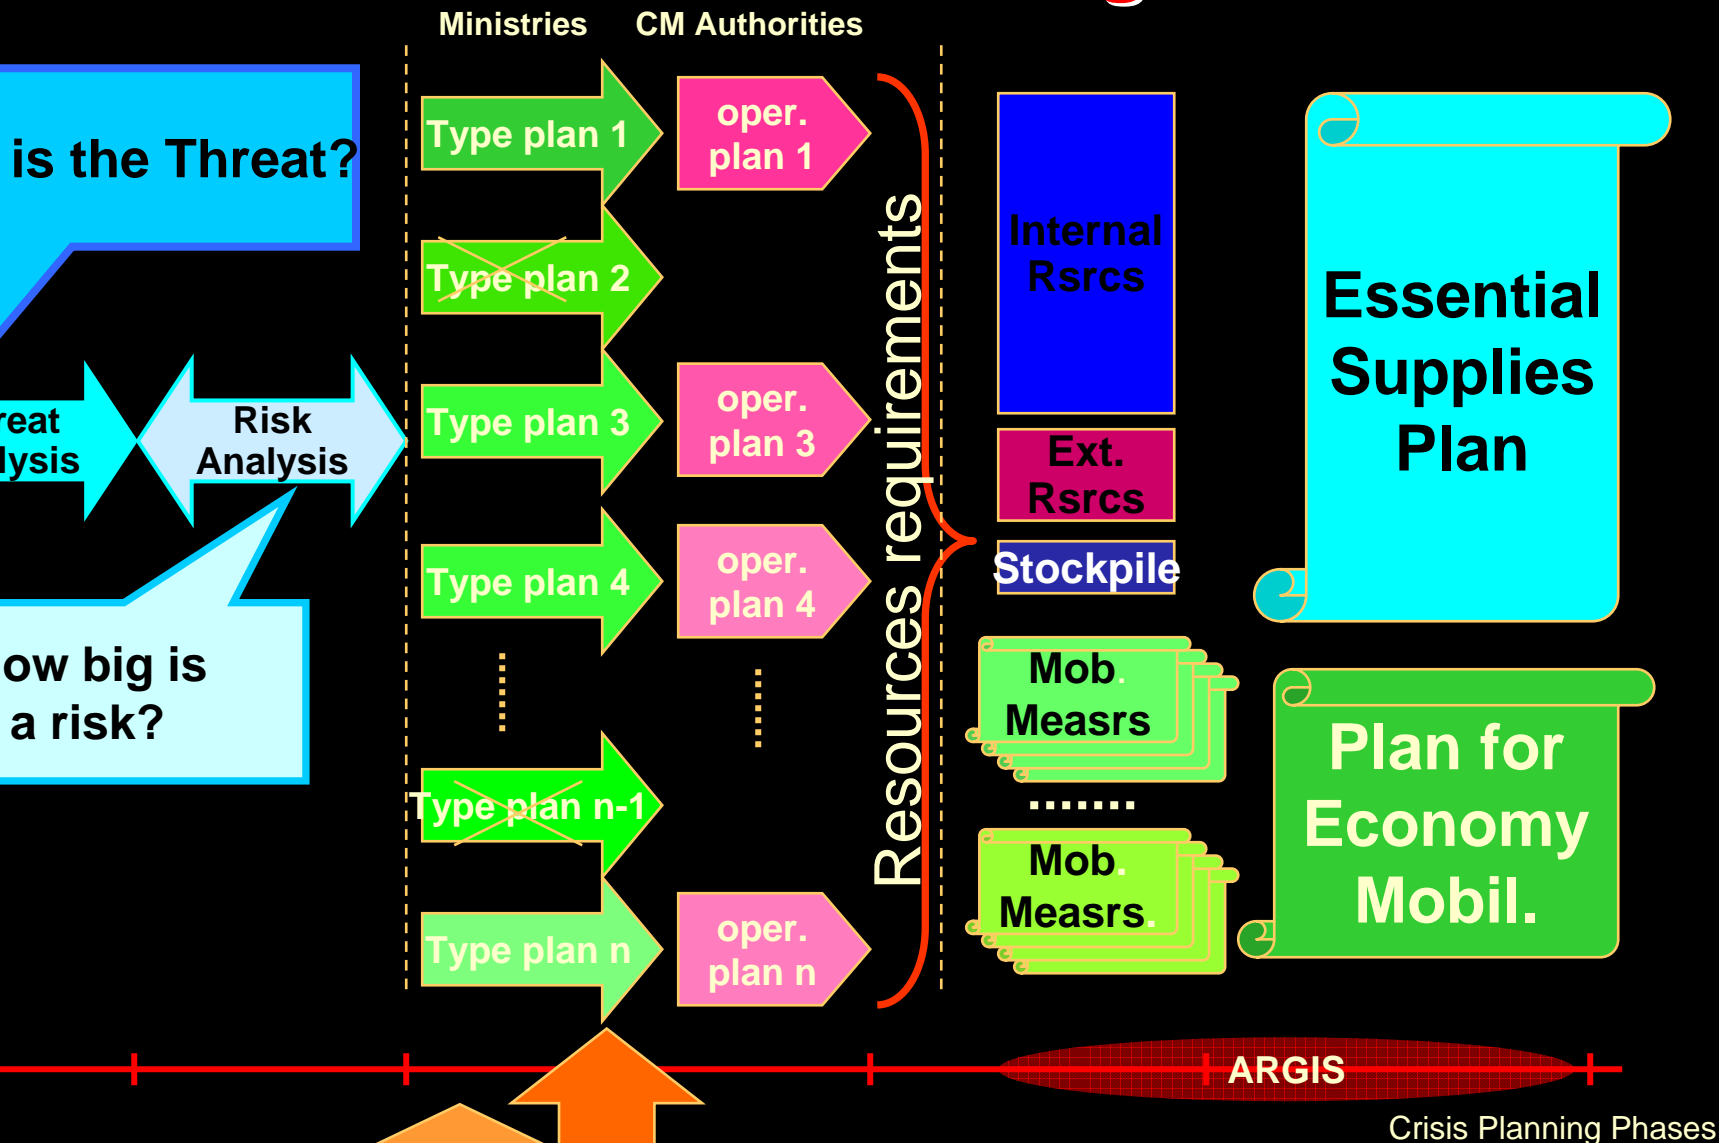 Ministries
CM Authorities
is the Threat?
Risk
Analysis
ow big is
a risk?
Type plan 1
Type plan 2
Type plan 3
Type plan 4
........
Type plan n-1
Type plan n
oper.
plan 1
oper.
plan 3
oper.
plan 4
........
oper.
plan n
Resources requirements
Internal
Rsrcs
Ext.
Rsrcs
Stockpile
Mob.
Measrs
.......
Mob.
Measrs.
Essential
Supplies
Plan
Plan for
Economy
Mobil.
ARGIS
Crisis Planning Phases